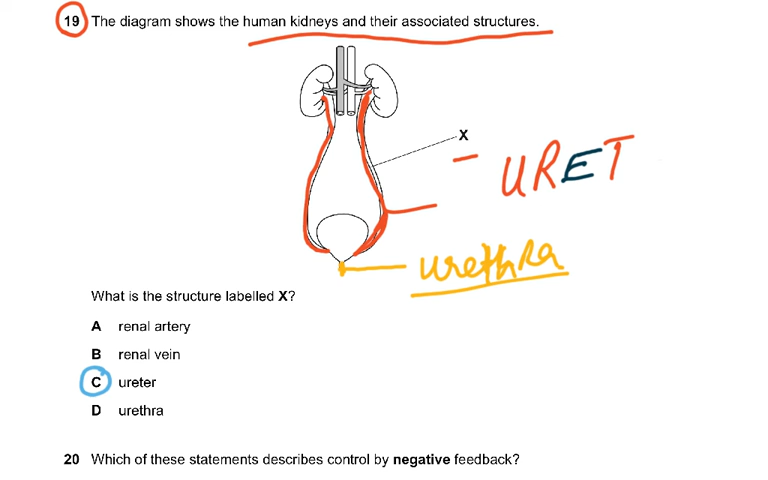 19 The diagram shows the human kidneys and their associated structures.
X
- URET
urethra
What is the structure labelled X?
A renal artery
B renal vein
C ureter
D urethra
20 Which of these statements describes control by negative feedback?